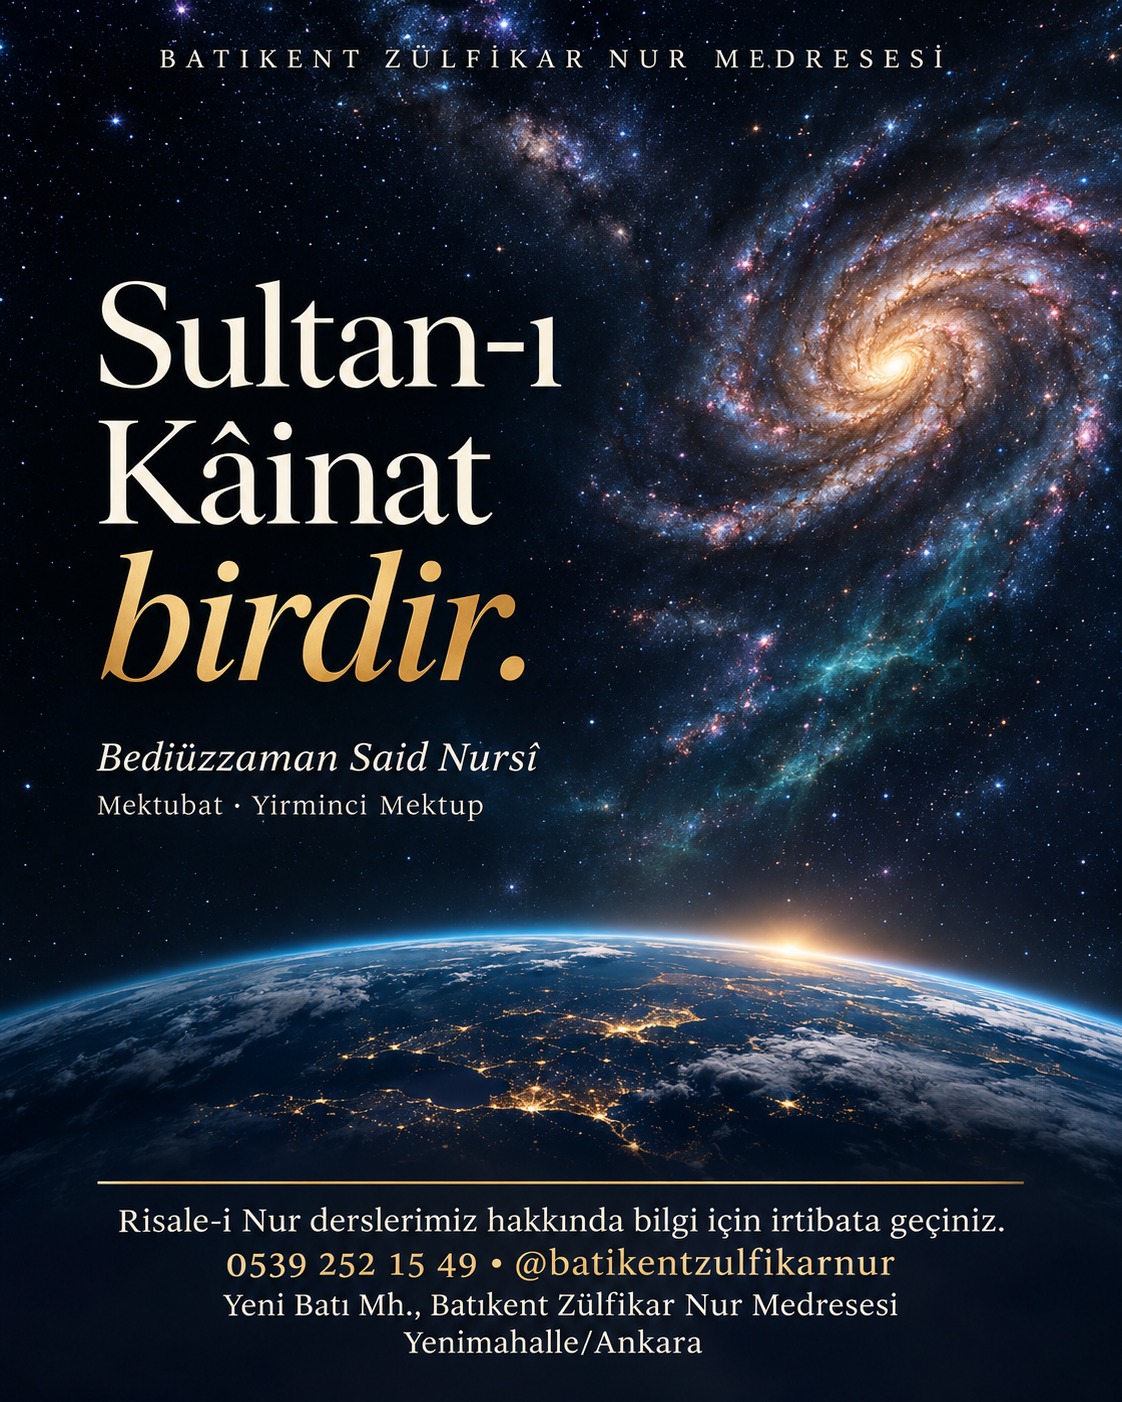 BATIKENT ZÜLFİKAR NUR MEDRESESİ
Sultan-ı
Kâinat
birdir.
Bediüzzaman Said Nursî
Mektubat · Yirminci Mektup
Risale-i Nur derslerimiz hakkında bilgi için irtibata geçiniz.
0539 252 15 49 • @batikentzulfikarnur
Yeni Batı Mh., Batıkent Zülfikar Nur Medresesi
Yenimahalle/Ankara